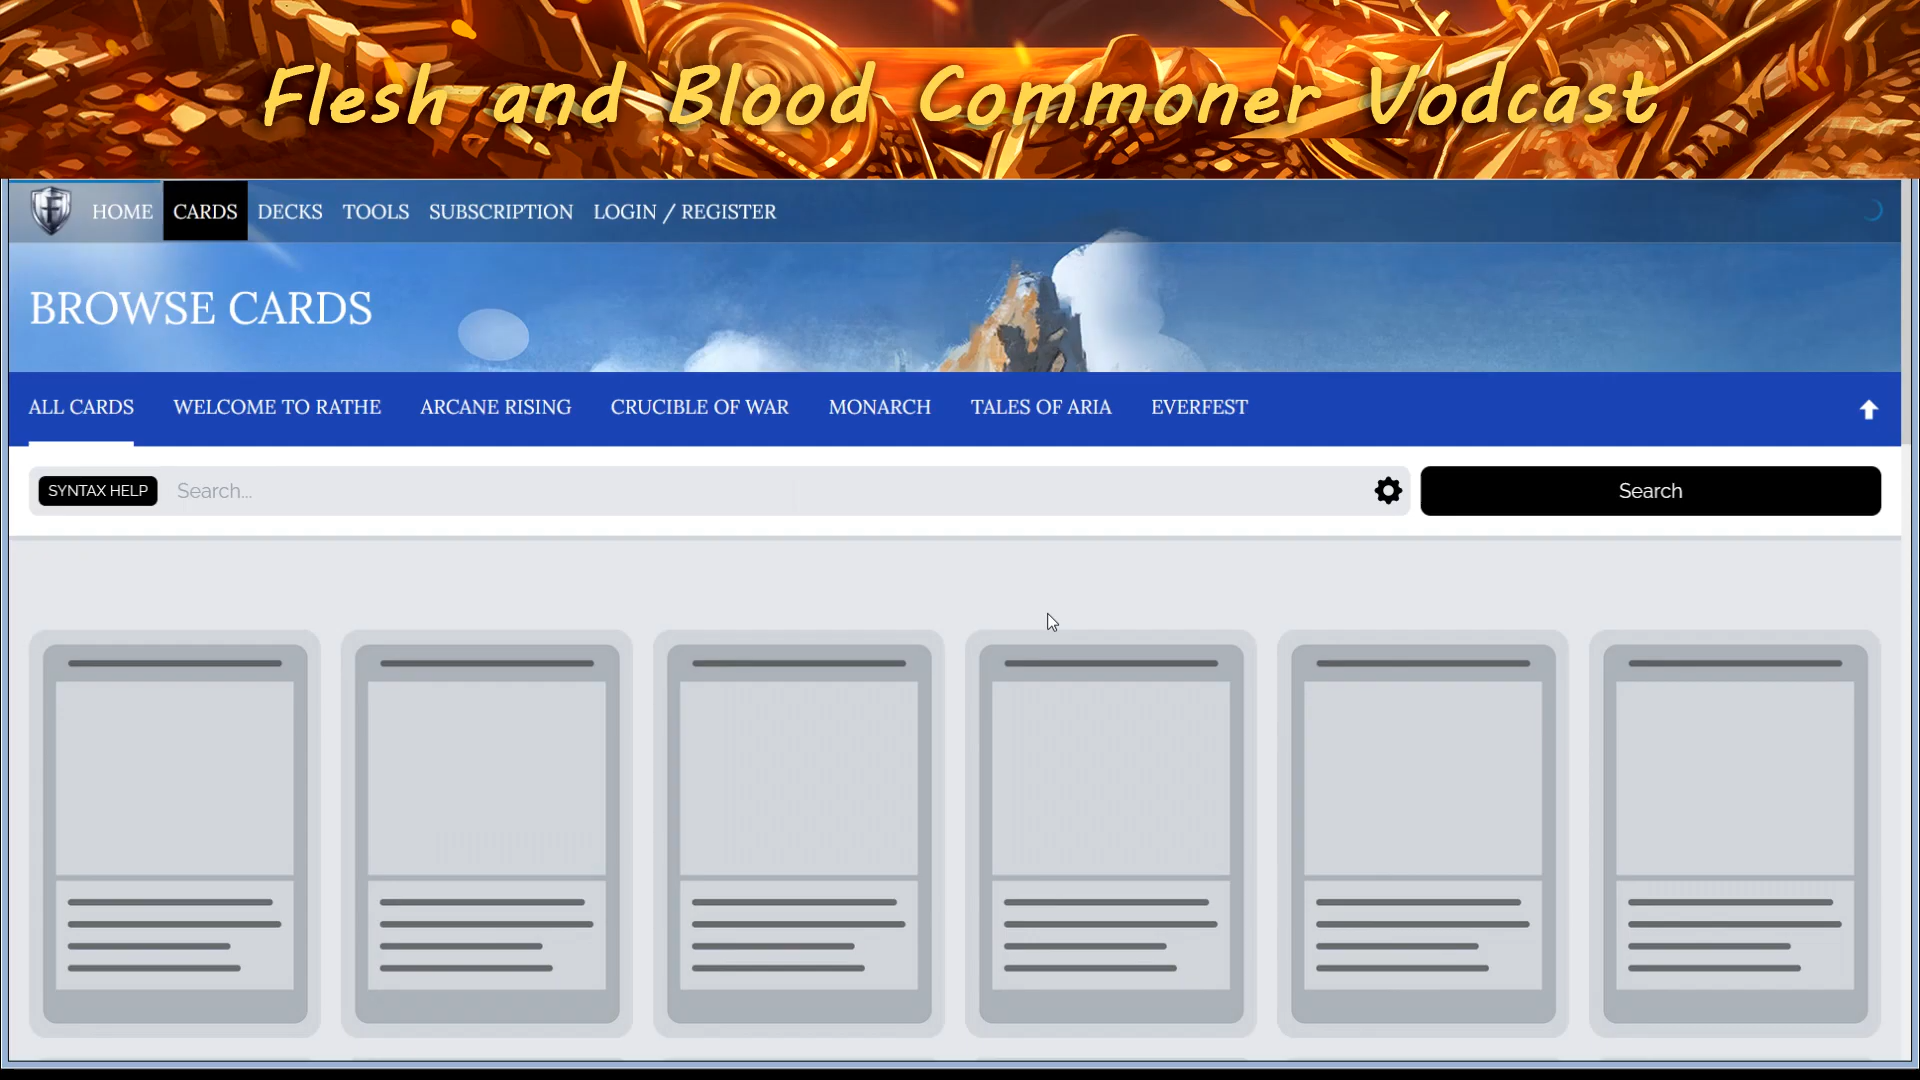 Flesh and Blood Commoner Vodcast
HOME CARDS DECKS TOOLS SUBSCRIPTION LOGIN / REGISTER
BROWSE CARDS
ALL CARDS WELCOME TO RATHE ARCANE RISING CRUCIBLE OF WAR MONARCH TALES OF ARIA EVERFEST
SYNTAX HELP Search... Search